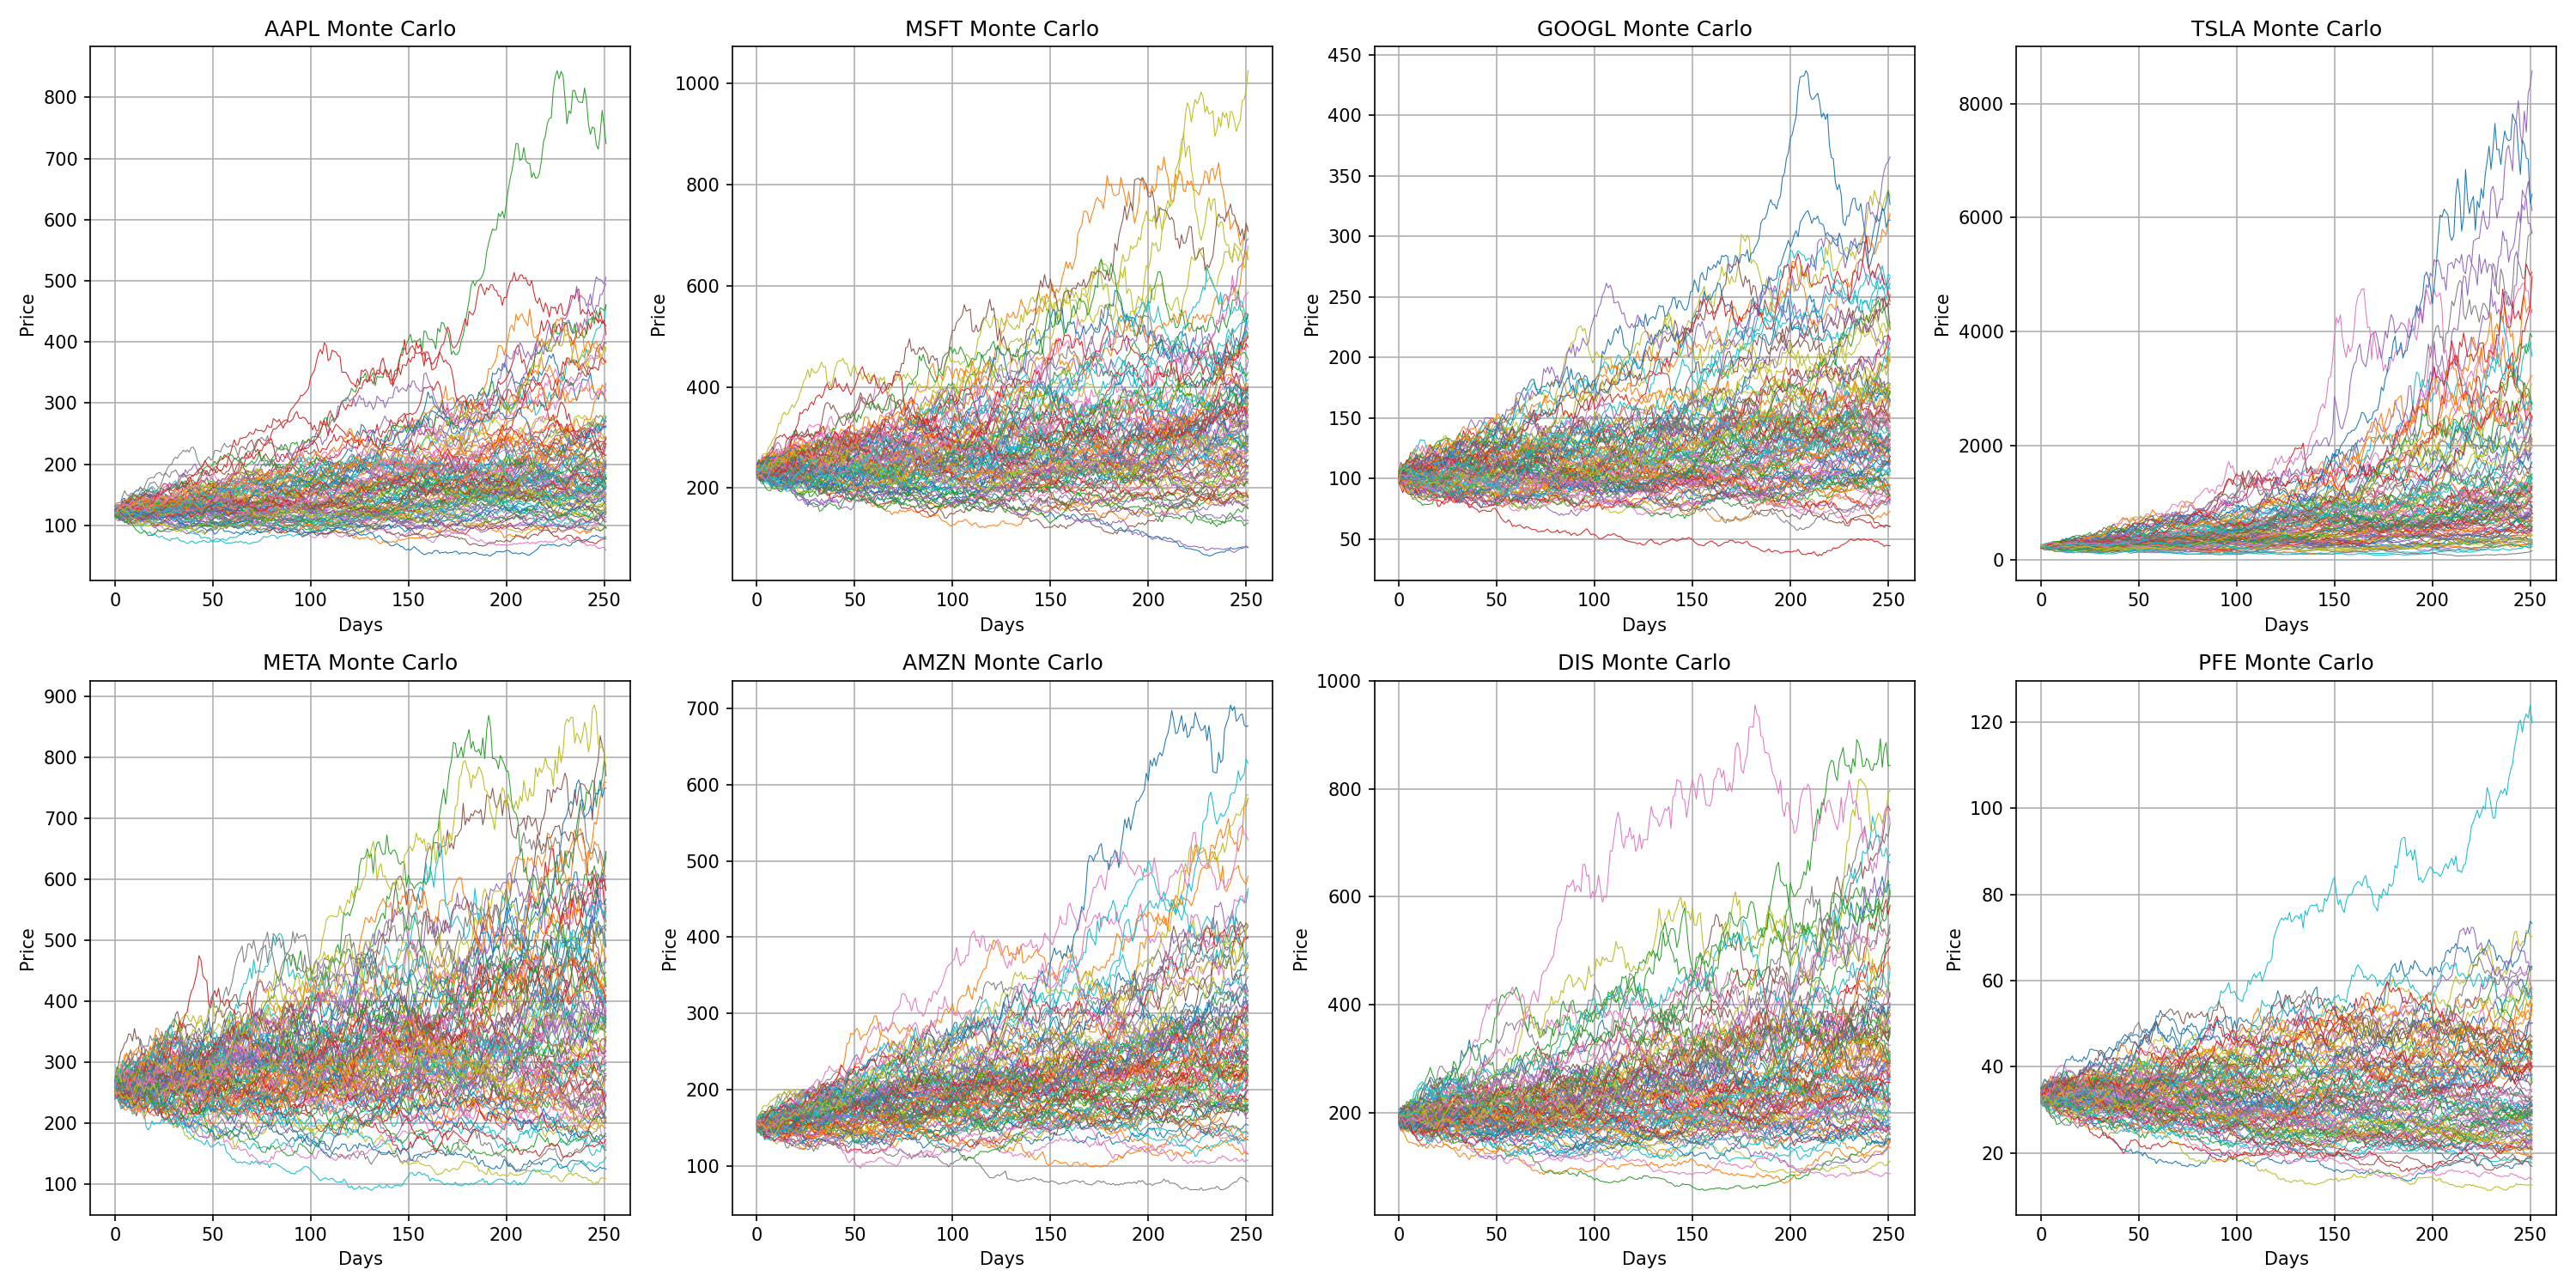 AAPL Monte Carlo
800
700
600
500
400
300
200
100
Price
0 50 100 150 200 250
Days
MSFT Monte Carlo
1000
800
600
400
200
Price
0 50 100 150 200 250
Days
GOOGL Monte Carlo
450
400
350
300
250
200
150
100
50
Price
0 50 100 150 200 250
Days
TSLA Monte Carlo
8000
6000
4000
2000
0
Price
0 50 100 150 200 250
Days
META Monte Carlo
900
800
700
600
500
400
300
200
100
Price
0 50 100 150 200 250
Days
AMZN Monte Carlo
700
600
500
400
300
200
100
Price
0 50 100 150 200 250
Days
DIS Monte Carlo
1000
800
600
400
200
Price
0 50 100 150 200 250
Days
PFE Monte Carlo
120
100
80
60
40
20
Price
0 50 100 150 200 250
Days